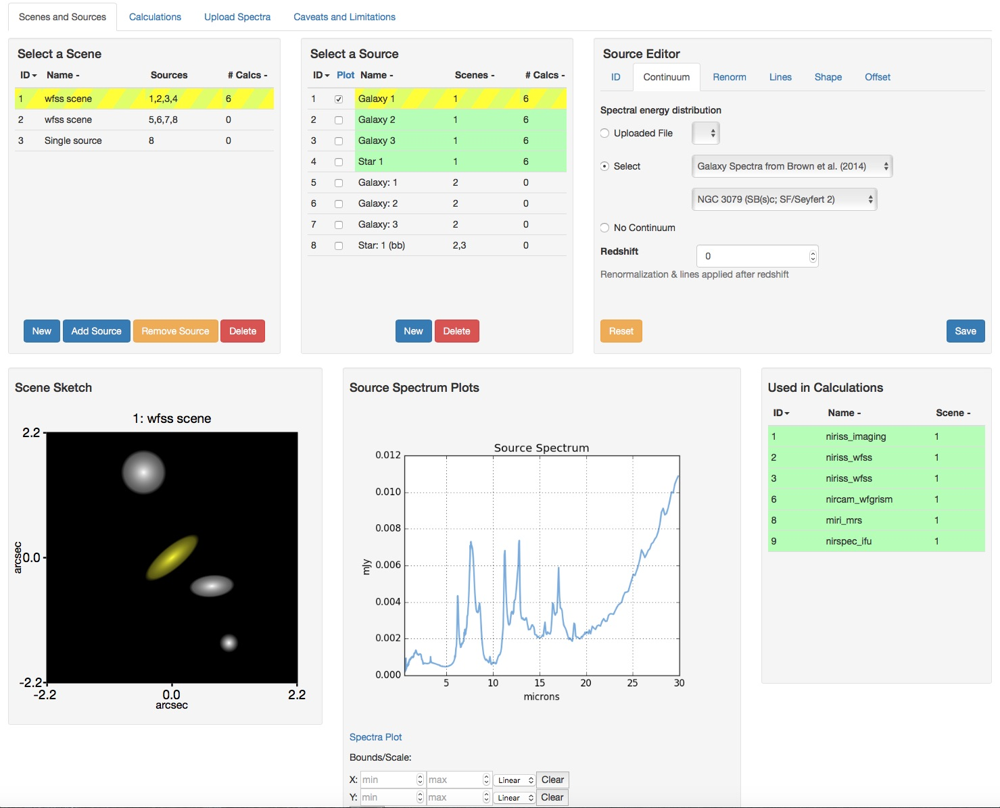 Scenes and Sources Calculations Upload Spectra Caveats and Limitations
Select a Scene
ID Name - Sources # Calcs -
1 wfss scene 1,2,3,4 6
2 wfss scene 5,6,7,8 0
3 Single source 8 0
New Add Source Remove Source Delete
Select a Source
ID Plot Name - Scenes - # Calcs -
1 Galaxy 1 1 6
2 Galaxy 2 1 6
3 Galaxy 3 1 6
4 Star 1 1 6
5 Galaxy: 1 2 0
6 Galaxy: 2 2 0
7 Galaxy: 3 2 0
8 Star: 1 (bb) 2,3 0
New Delete
Source Editor
ID Continuum Renorm Lines Shape Offset
Spectral energy distribution
Uploaded File
Select Galaxy Spectra from Brown et al. (2014)
NGC 3079 (SB(s)c; SF/Seyfert 2)
No Continuum
Redshift 0
Renormalization & lines applied after redshift
Reset Save
Scene Sketch
1: wfss scene
2.2
arcsec
0.0
-2.2
-2.2 0.0 2.2
arcsec
Source Spectrum Plots
Source Spectrum
0.012
0.010
0.008
mJy
0.006
0.004
0.002
0.000
5 10 15 20 25 30
microns
Spectra Plot
Bounds/Scale:
X: min max Linear Clear
Y: min max Linear Clear
Used in Calculations
ID Name - Scene -
1 niriss_imaging 1
2 niriss_wfss 1
3 niriss_wfss 1
6 nircam_wfgrism 1
8 miri_mrs 1
9 nirspec_ifu 1